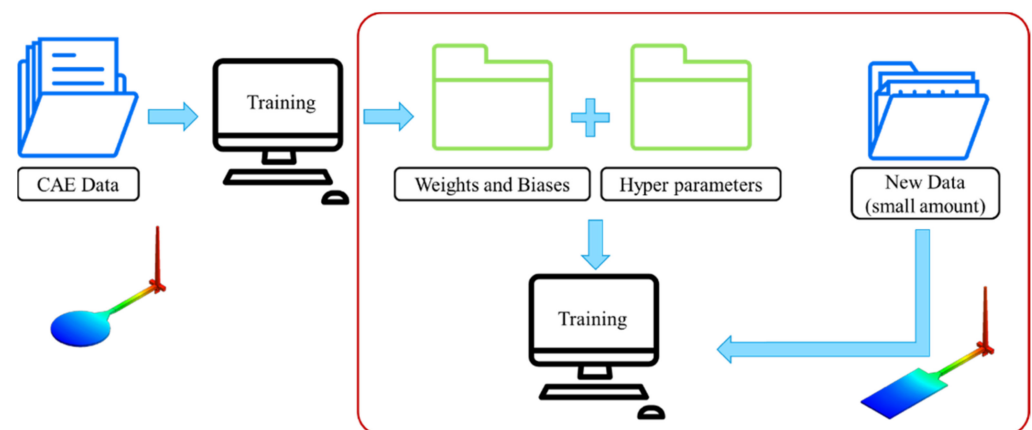 Training
CAE Data
Weights and Biases
Hyper parameters
New Data
(small amount)
Training